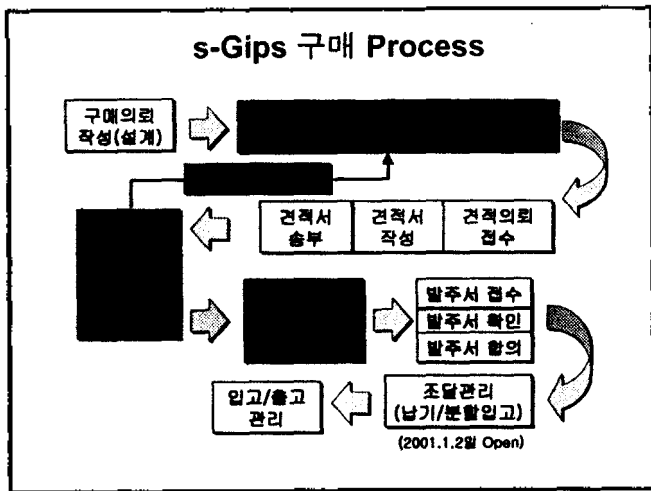 s-Gips 구매 Process
구매의뢰
작성(설계)
견적서
송부
견적서
작성
견적의뢰
접수
발주서 접수
발주서 확인
발주서 합의
입고/출고
관리
조달관리
(납기/분할입고)
(2001.1.2일 Open)